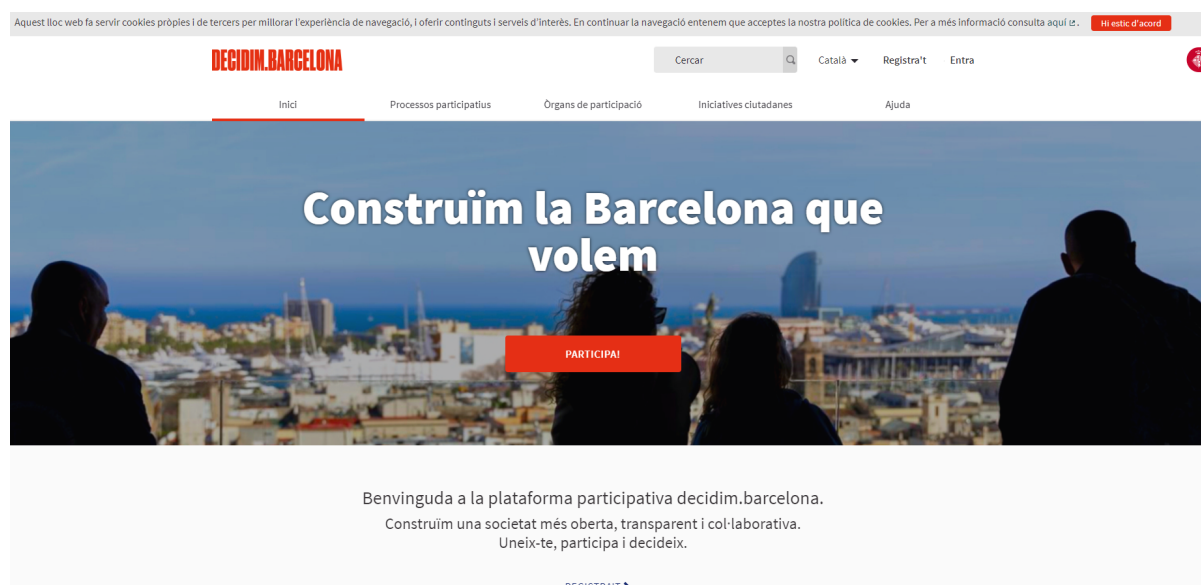 Aquest lloc web fa servir cookies pròpies i de tercers per millorar l'experiència de navegació, i oferir continguts i serveis d'interès. En continuar la navegació entenem que acceptes la nostra política de cookies. Per a més informació consulta aquí. Hi estic d'acord
DECIDIM.BARCELONA
Cercar Català Registra't Entra
Inici Processos participatius Òrgans de participació Iniciatives ciutadanes Ajuda
Construïm la Barcelona que
volem
PARTICIPA!
Benvinguda a la plataforma participativa decidim.barcelona.
Construïm una societat més oberta, transparent i col·laborativa.
Uneix-te, participa i decideix.